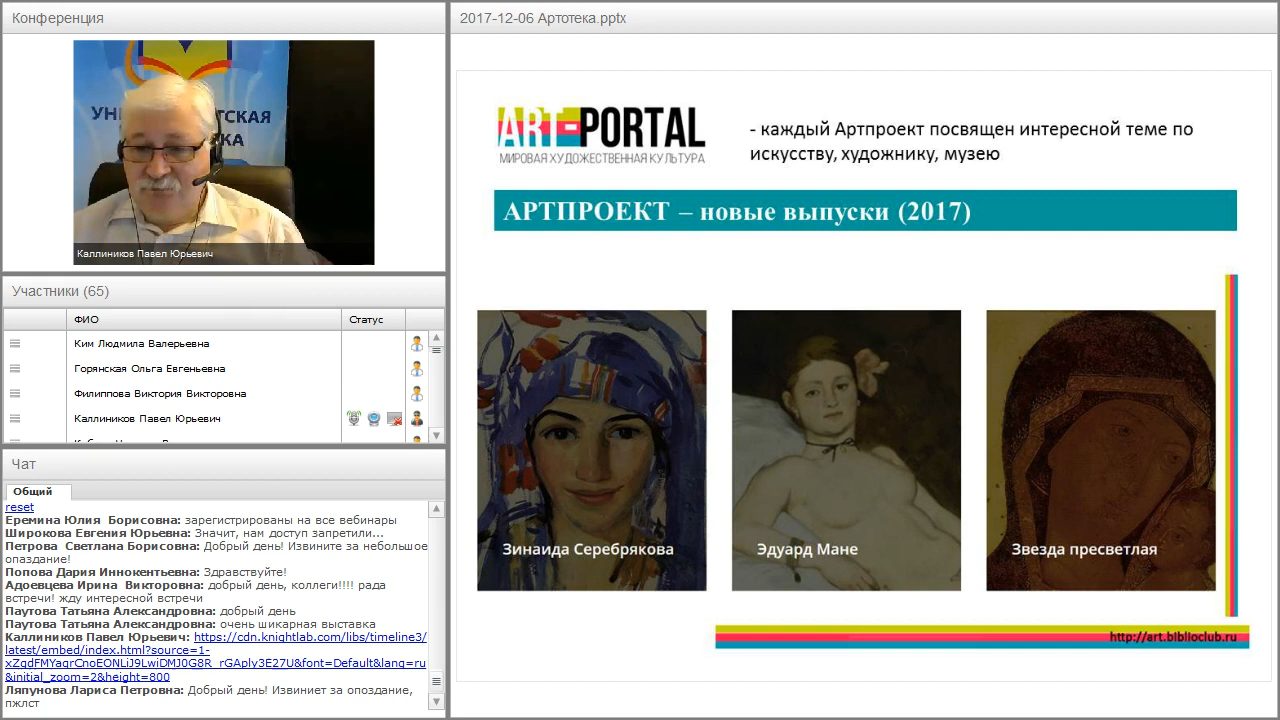 Конференция
Каллиников Павел Юрьевич
Участники (65)
ФИО
Статус
Ким Людмила Валерьевна
Горянская Ольга Евгеньевна
Филиппова Виктория Викторовна
Каллиников Павел Юрьевич
Чат
Общий
reset
Еремина Юлия Борисовна: зарегистрированы на все вебинары
Широкова Евгения Юрьевна: Значит, нам доступ запретили...
Петрова Светлана Борисовна: Добрый день! Извините за небольшое
опаздание!
Попова Дария Иннокентьевна: Здравствуйте!
Адоевцева Ирина Викторовна: добрый день, коллеги!!!! рада
встречи! жду интересной встречи
Паутова Татьяна Александровна: добрый день
Паутова Татьяна Александровна: очень шикарная выставка
Каллиников Павел Юрьевич: https://cdn.knightlab.com/libs/timeline3/
latest/embed/index.html?source=1-
xZqdFMYaqrCnoEONLiJ9LwiDMJ0G8R_rGAplv3E27U&font=Default&lang=ru
&initial_zoom=2&height=800
Ляпунова Лариса Петровна: Добрый день! Извиниет за опоздание,
пжлст
2017-12-06 Артотека.pptx
ART-PORTAL
МИРОВАЯ ХУДОЖЕСТВЕННАЯ КУЛЬТУРА
- каждый Артпроект посвящен интересной теме по
искусству, художнику, музею
АРТПРОЕКТ – новые выпуски (2017)
Зинаида Серебрякова
Эдуард Мане
Звезда пресветлая
http://art.biblioclub.ru